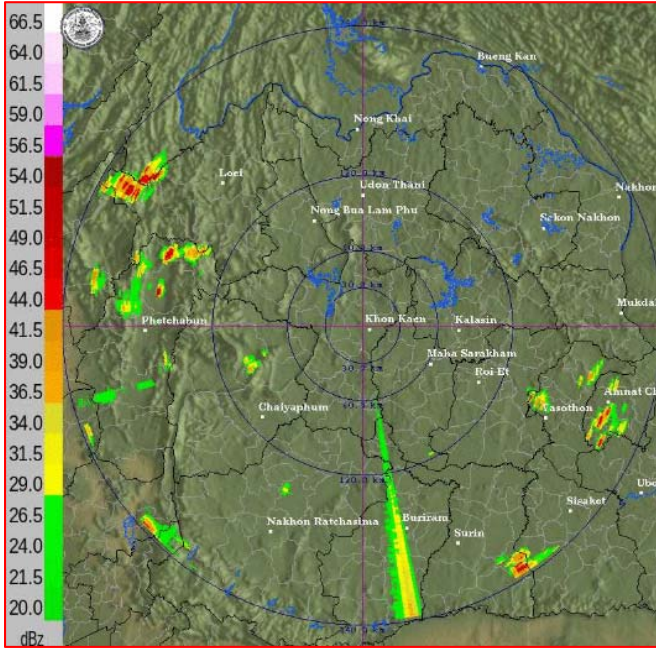 66.5
64.0
61.5
59.0
56.5
54.0
51.5
49.0
46.5
44.0
41.5
39.0
36.5
34.0
31.5
29.0
26.5
24.0
21.5
20.0
dBz
Bueng Kan
Nong Khai
Loei
Udon Thani
Nakhon
Nong Bua Lam Phu
Sakon Nakhon
Mukdah
Phetchabun
Khon Kaen
Kalasin
Maha Sarakham
Roi-Et
Amnat C
Chaiyaphum
Yasothon
120.0 km
Ubo
Sisaket
Nakhon Ratchasima
Buriram
Surin